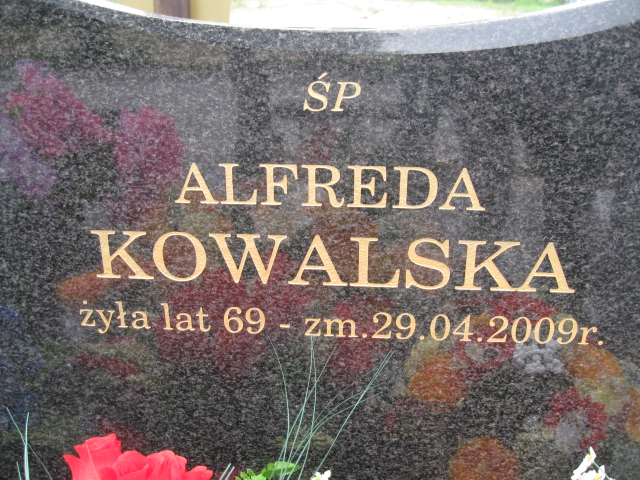 ŚP
ALFREDA
KOWALSKA
żyła lat 69 - zm.29.04.2009r.